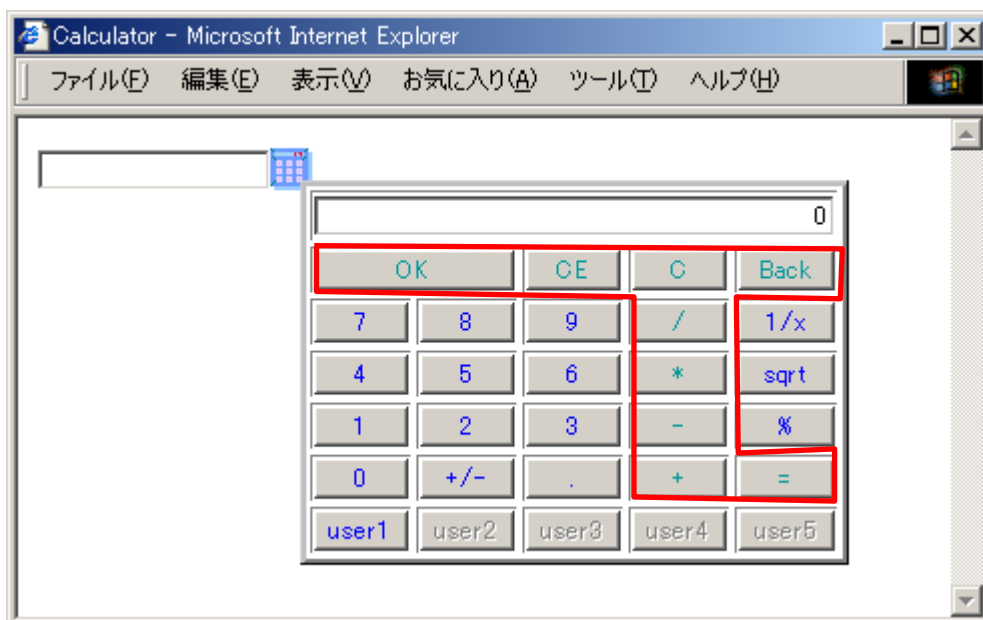 Calculator - Microsoft Internet Explorer
ファイル(F) 編集(E) 表示(V) お気に入り(A) ツール(T) ヘルプ(H)
0
OK CE C Back
7 8 9 / 1/x
4 5 6 * sqrt
1 2 3 - %
0 +/- . + =
user1 user2 user3 user4 user5